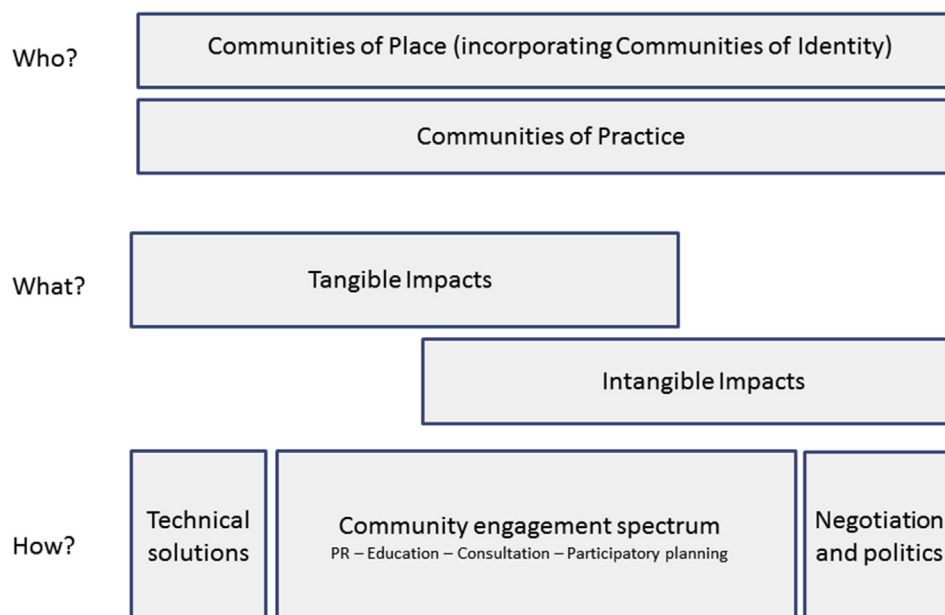 Who?
Communities of Place (incorporating Communities of Identity)
Communities of Practice
What?
Tangible Impacts
Intangible Impacts
How?
Technical
solutions
Community engagement spectrum
PR – Education – Consultation – Participatory planning
Negotiation
and politics